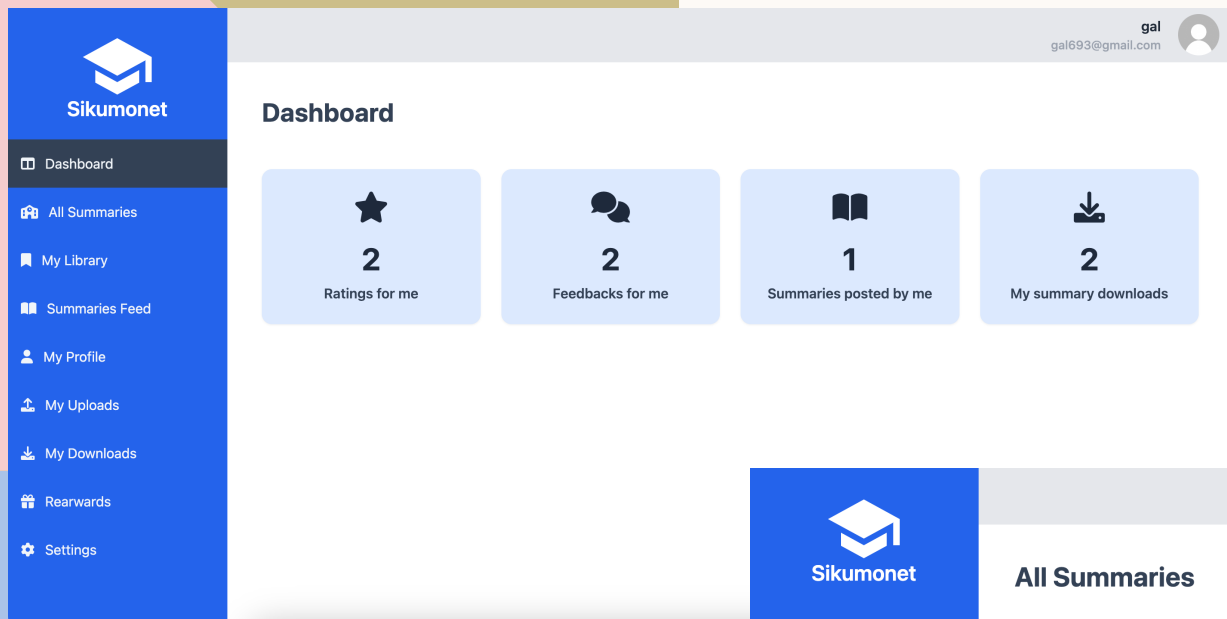 gal
gal693@gmail.com
Sikumonet
Dashboard
Dashboard
All Summaries
My Library
Summaries Feed
My Profile
My Uploads
My Downloads
Rearwards
Settings
2
Ratings for me
2
Feedbacks for me
1
Summaries posted by me
2
My summary downloads
Sikumonet
All Summaries